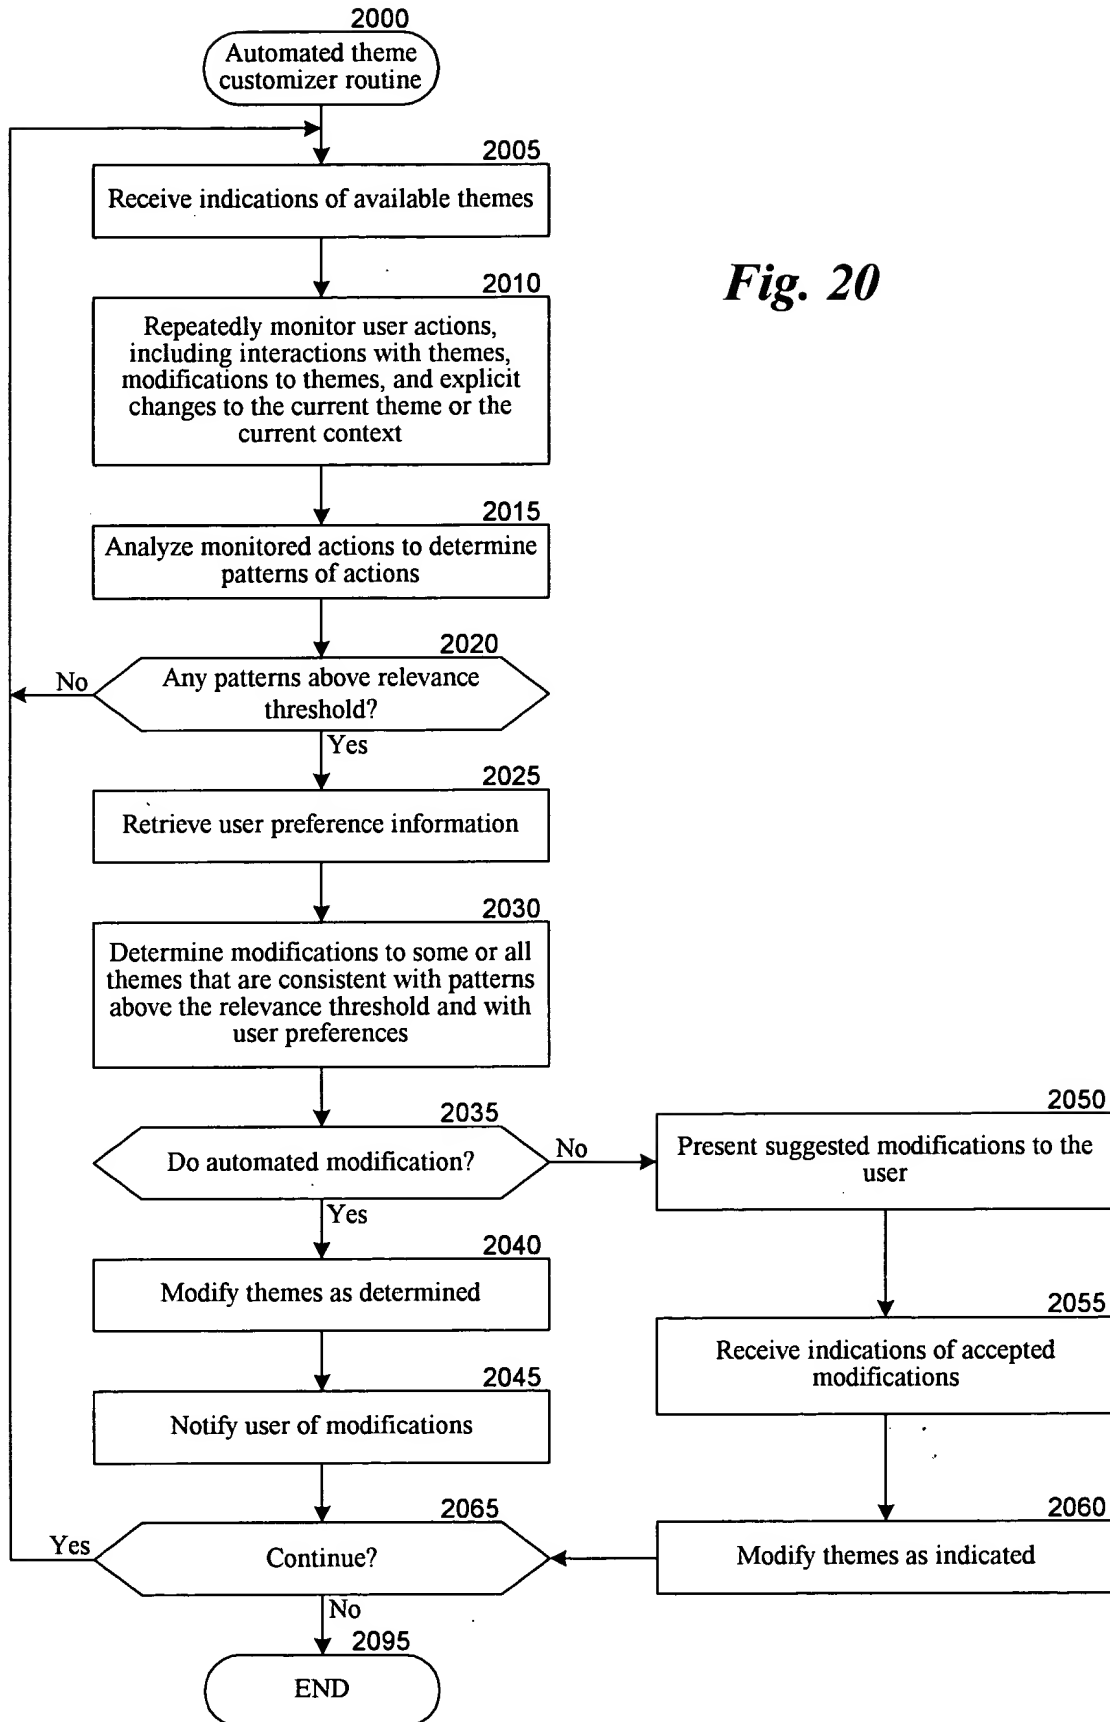 2000
Automated theme
customizer routine
2005
Receive indications of available themes
Fig. 20
2010
Repeatedly monitor user actions,
including interactions with themes,
modifications to themes, and explicit
changes to the current theme or the
current context
2015
Analyze monitored actions to determine
patterns of actions
2020
No
Any patterns above relevance
threshold?
Yes
2025
Retrieve user preference information
2030
Determine modifications to some or all
themes that are consistent with patterns
above the relevance threshold and with
user preferences
2035
Do automated modification?
No
Yes
2050
Present suggested modifications to the
user
2040
Modify themes as determined
2055
Receive indications of accepted
modifications
2045
Notify user of modifications
2060
Modify themes as indicated
2065
Yes
Continue?
No
2095
END